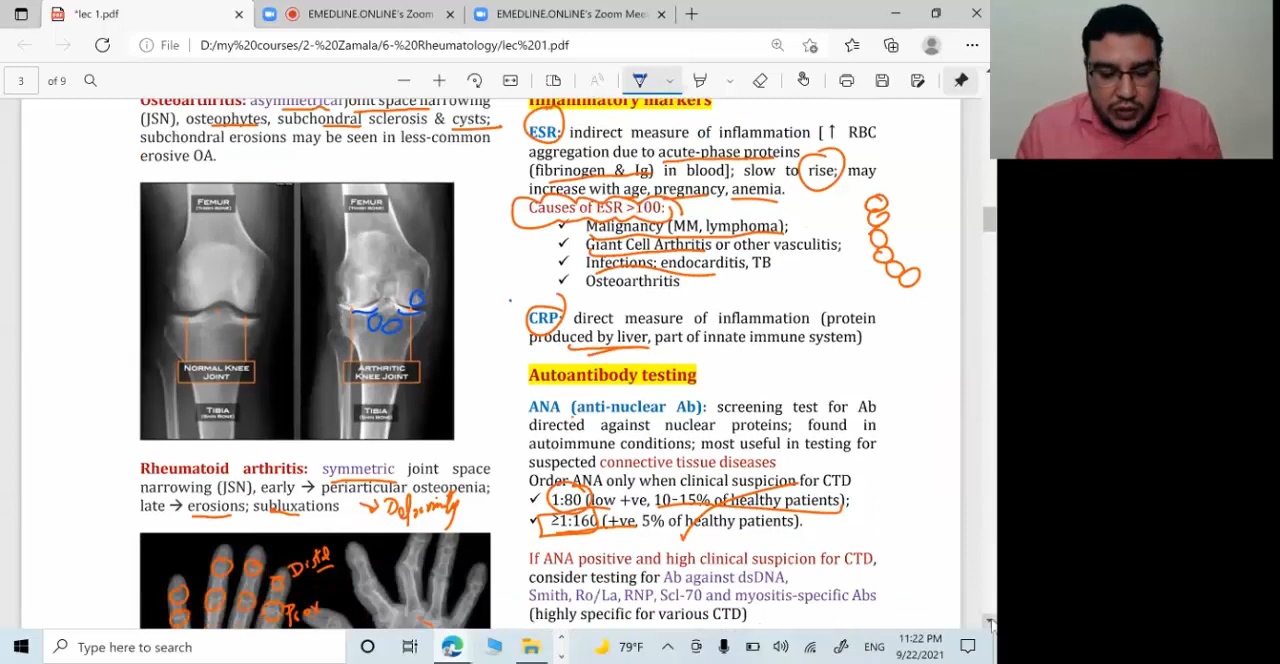 *lec 1.pdf
EMEDLINE.ONLiNE's Zoom
EMEDLINE.ONLiNE's Zoom Mee
File
D:/my%20courses/2-%20Zamala/6-%20Rheumatology/lec%201.pdf
3
of 9
Osteoarthritis: asymmetrical joint space narrowing
(JSN), osteophytes, subchondral sclerosis & cysts;
subchondral erosions may be seen in less-common
erosive OA.
FEMUR
(THIGH BONE)
FEMUR
(THIGH BONE)
NORMAL KNEE
JOINT
ARTHRITIC
KNEE JOINT
TIBIA
(SHIN BONE)
TIBIA
(SHIN BONE)
Rheumatoid arthritis: symmetric joint space
narrowing (JSN), early → periarticular osteopenia;
late → erosions; subluxations
→ Deformity
Distal
Prox
Inflammatory markers
ESR: indirect measure of inflammation [↑ RBC
aggregation due to acute-phase proteins
(fibrinogen & Ig) in blood]; slow to rise; may
increase with age, pregnancy, anemia.
Causes of ESR >100:
✓ Malignancy (MM, lymphoma);
✓ Giant Cell Arthritis or other vasculitis;
✓ Infections; endocarditis, TB
✓ Osteoarthritis
CRP: direct measure of inflammation (protein
produced by liver, part of innate immune system)
Autoantibody testing
ANA (anti-nuclear Ab): screening test for Ab
directed against nuclear proteins; found in
autoimmune conditions; most useful in testing for
suspected connective tissue diseases
Order ANA only when clinical suspicion for CTD
✓ 1:80 (low +ve, 10-15% of healthy patients);
✓ ≥1:160 (+ve, 5% of healthy patients).
If ANA positive and high clinical suspicion for CTD,
consider testing for Ab against dsDNA,
Smith, Ro/La, RNP, Scl-70 and myositis-specific Abs
(highly specific for various CTD)
Type here to search
79°F
ENG
11:22 PM
9/22/2021